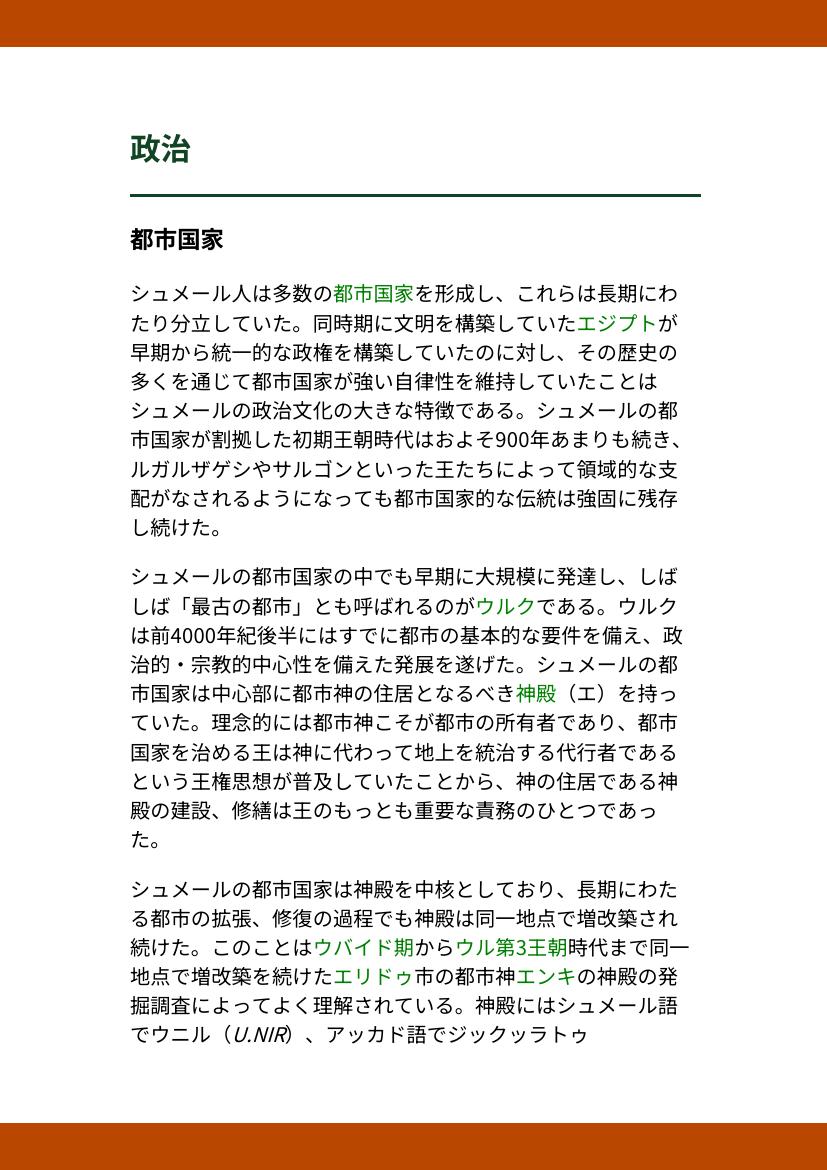 政治
都市国家
シュメール人は多数の都市国家を形成し、これらは長期にわ
たり分立していた。同時期に文明を構築していたエジプトが
早期から統一的な政権を構築していたのに対し、その歴史の
多くを通じて都市国家が強い自律性を維持していたことは
シュメールの政治文化の大きな特徴である。シュメールの都
市国家が割拠した初期王朝時代はおよそ900年あまりも続き、
ルガルザゲシやサルゴンといった王たちによって領域的な支
配がなされるようになっても都市国家的な伝統は強固に残存
し続けた。
シュメールの都市国家の中でも早期に大規模に発達し、しば
しば「最古の都市」とも呼ばれるのがウルクである。ウルク
は前4000年紀後半にはすでに都市の基本的な要件を備え、政
治的・宗教的中心性を備えた発展を遂げた。シュメールの都
市国家は中心部に都市神の住居となるべき神殿（エ）を持っ
ていた。理念的には都市神こそが都市の所有者であり、都市
国家を治める王は神に代わって地上を統治する代行者である
という王権思想が普及していたことから、神の住居である神
殿の建設、修繕は王のもっとも重要な責務のひとつであっ
た。
シュメールの都市国家は神殿を中核としており、長期にわた
る都市の拡張、修復の過程でも神殿は同一地点で増改築され
続けた。このことはウバイド期からウル第3王朝時代まで同一
地点で増改築を続けたエリドゥ市の都市神エンキの神殿の発
掘調査によってよく理解されている。神殿にはシュメール語
でウニル（U.NIR）、アッカド語でジックッラトゥ